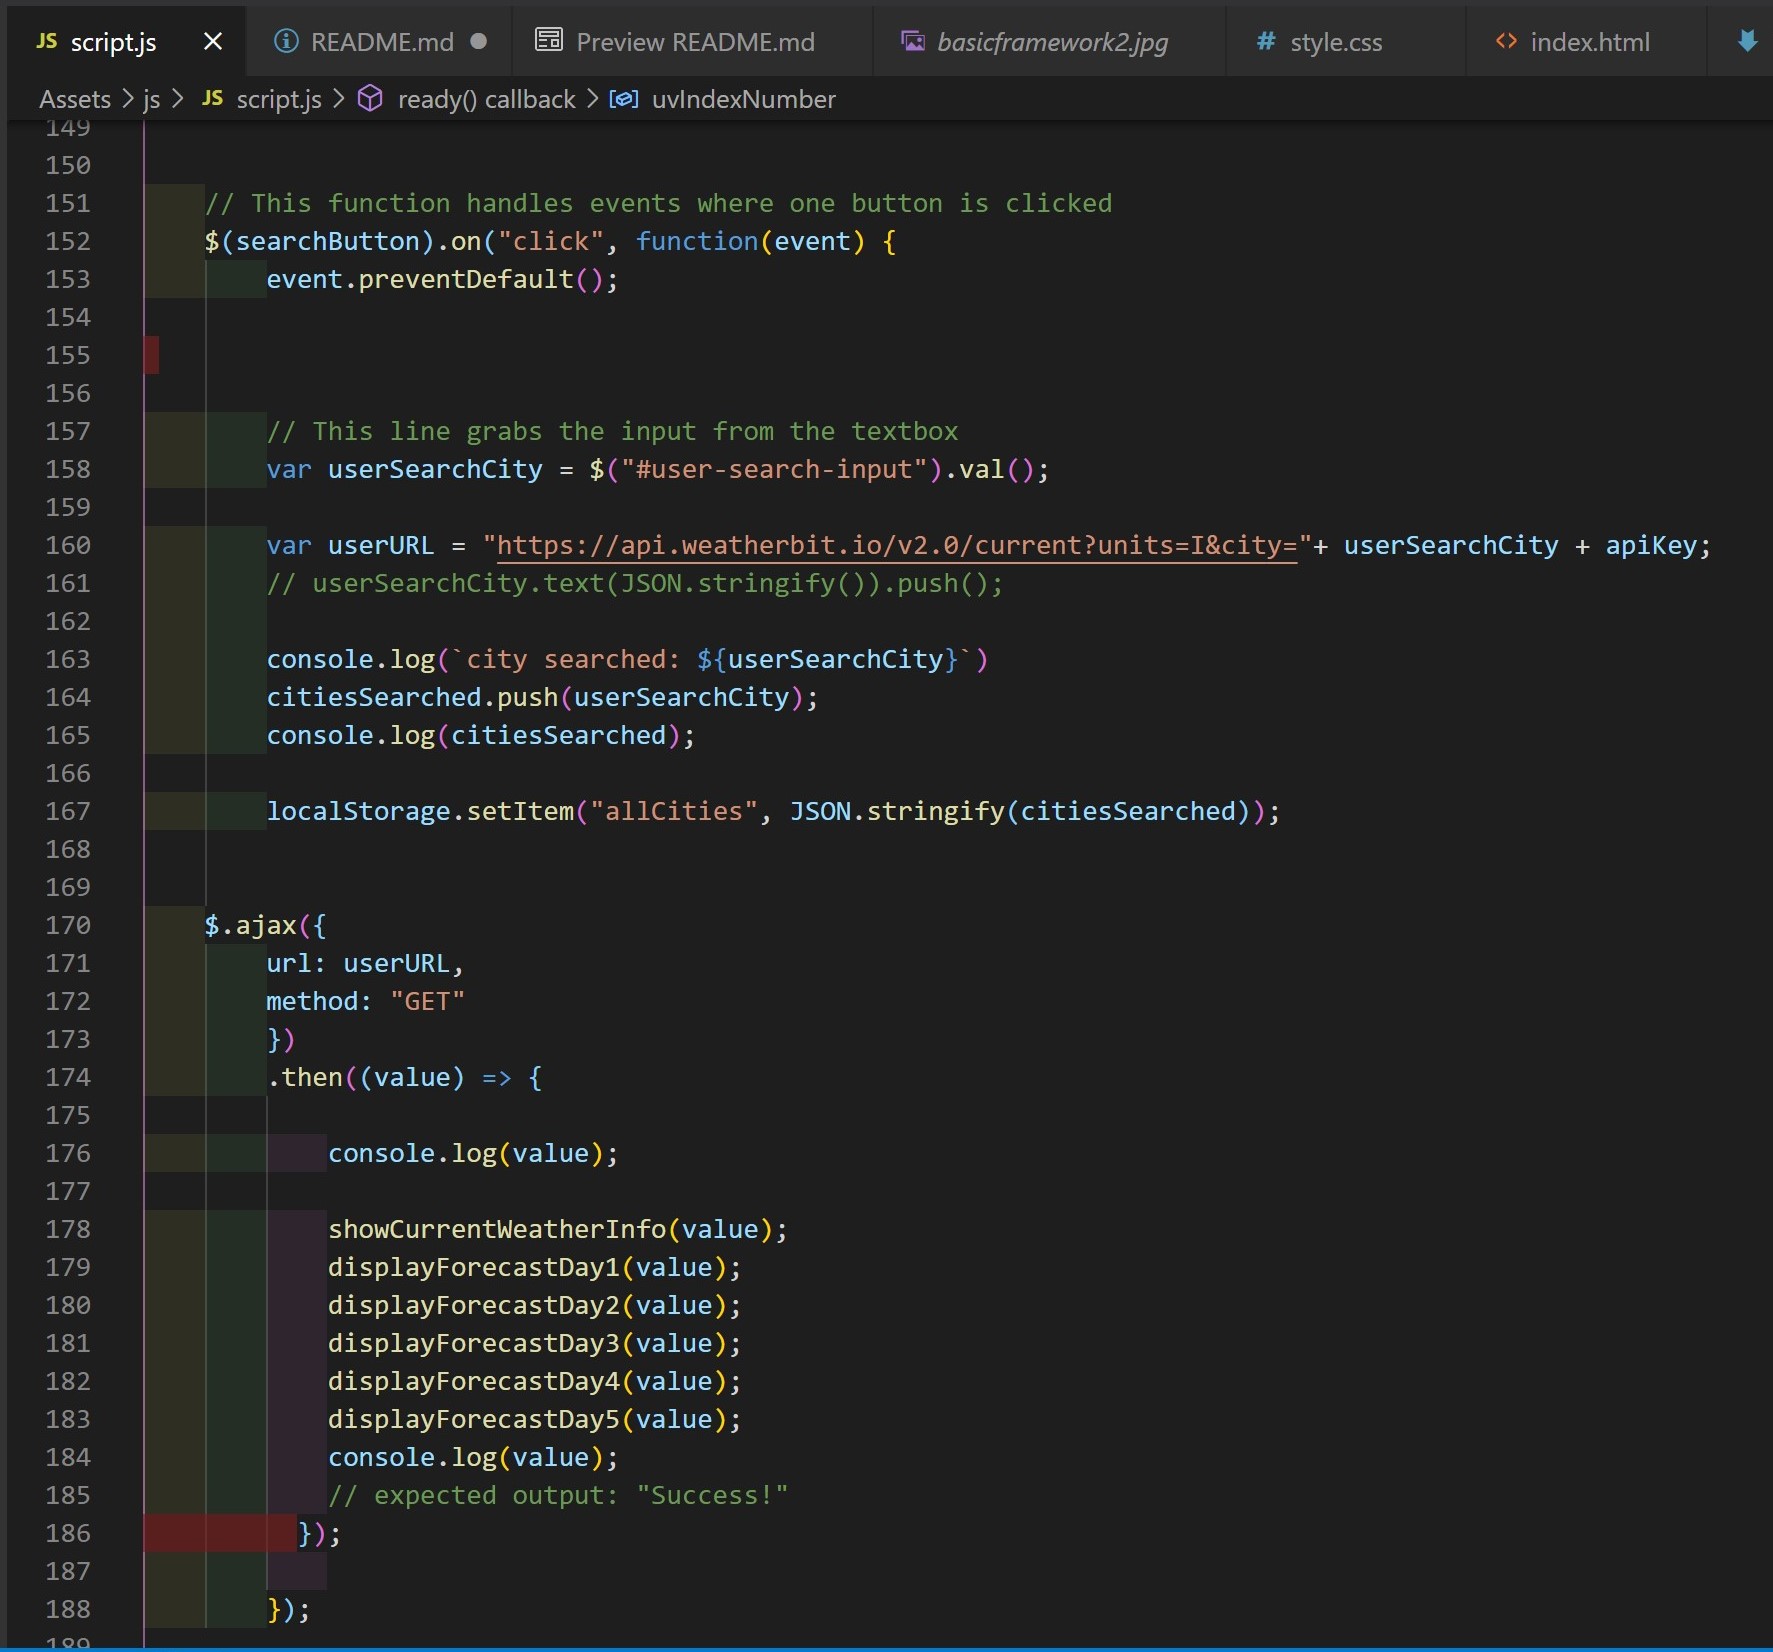 JS script.js × README.md ● Preview README.md basicframework2.jpg # style.css <> index.html
Assets > js > JS script.js > ready() callback > uvIndexNumber
149
150
151 // This function handles events where one button is clicked
152 $(searchButton).on("click", function(event) {
153 event.preventDefault();
154
155
156
157 // This line grabs the input from the textbox
158 var userSearchCity = $("#user-search-input").val();
159
160 var userURL = "https://api.weatherbit.io/v2.0/current?units=I&city="+ userSearchCity + apiKey;
161 // userSearchCity.text(JSON.stringify()).push();
162
163 console.log(`city searched: ${userSearchCity}`)
164 citiesSearched.push(userSearchCity);
165 console.log(citiesSearched);
166
167 localStorage.setItem("allCities", JSON.stringify(citiesSearched));
168
169
170 $.ajax({
171 url: userURL,
172 method: "GET"
173 })
174 .then((value) => {
175
176 console.log(value);
177
178 showCurrentWeatherInfo(value);
179 displayForecastDay1(value);
180 displayForecastDay2(value);
181 displayForecastDay3(value);
182 displayForecastDay4(value);
183 displayForecastDay5(value);
184 console.log(value);
185 // expected output: "Success!"
186 });
187
188 });
189